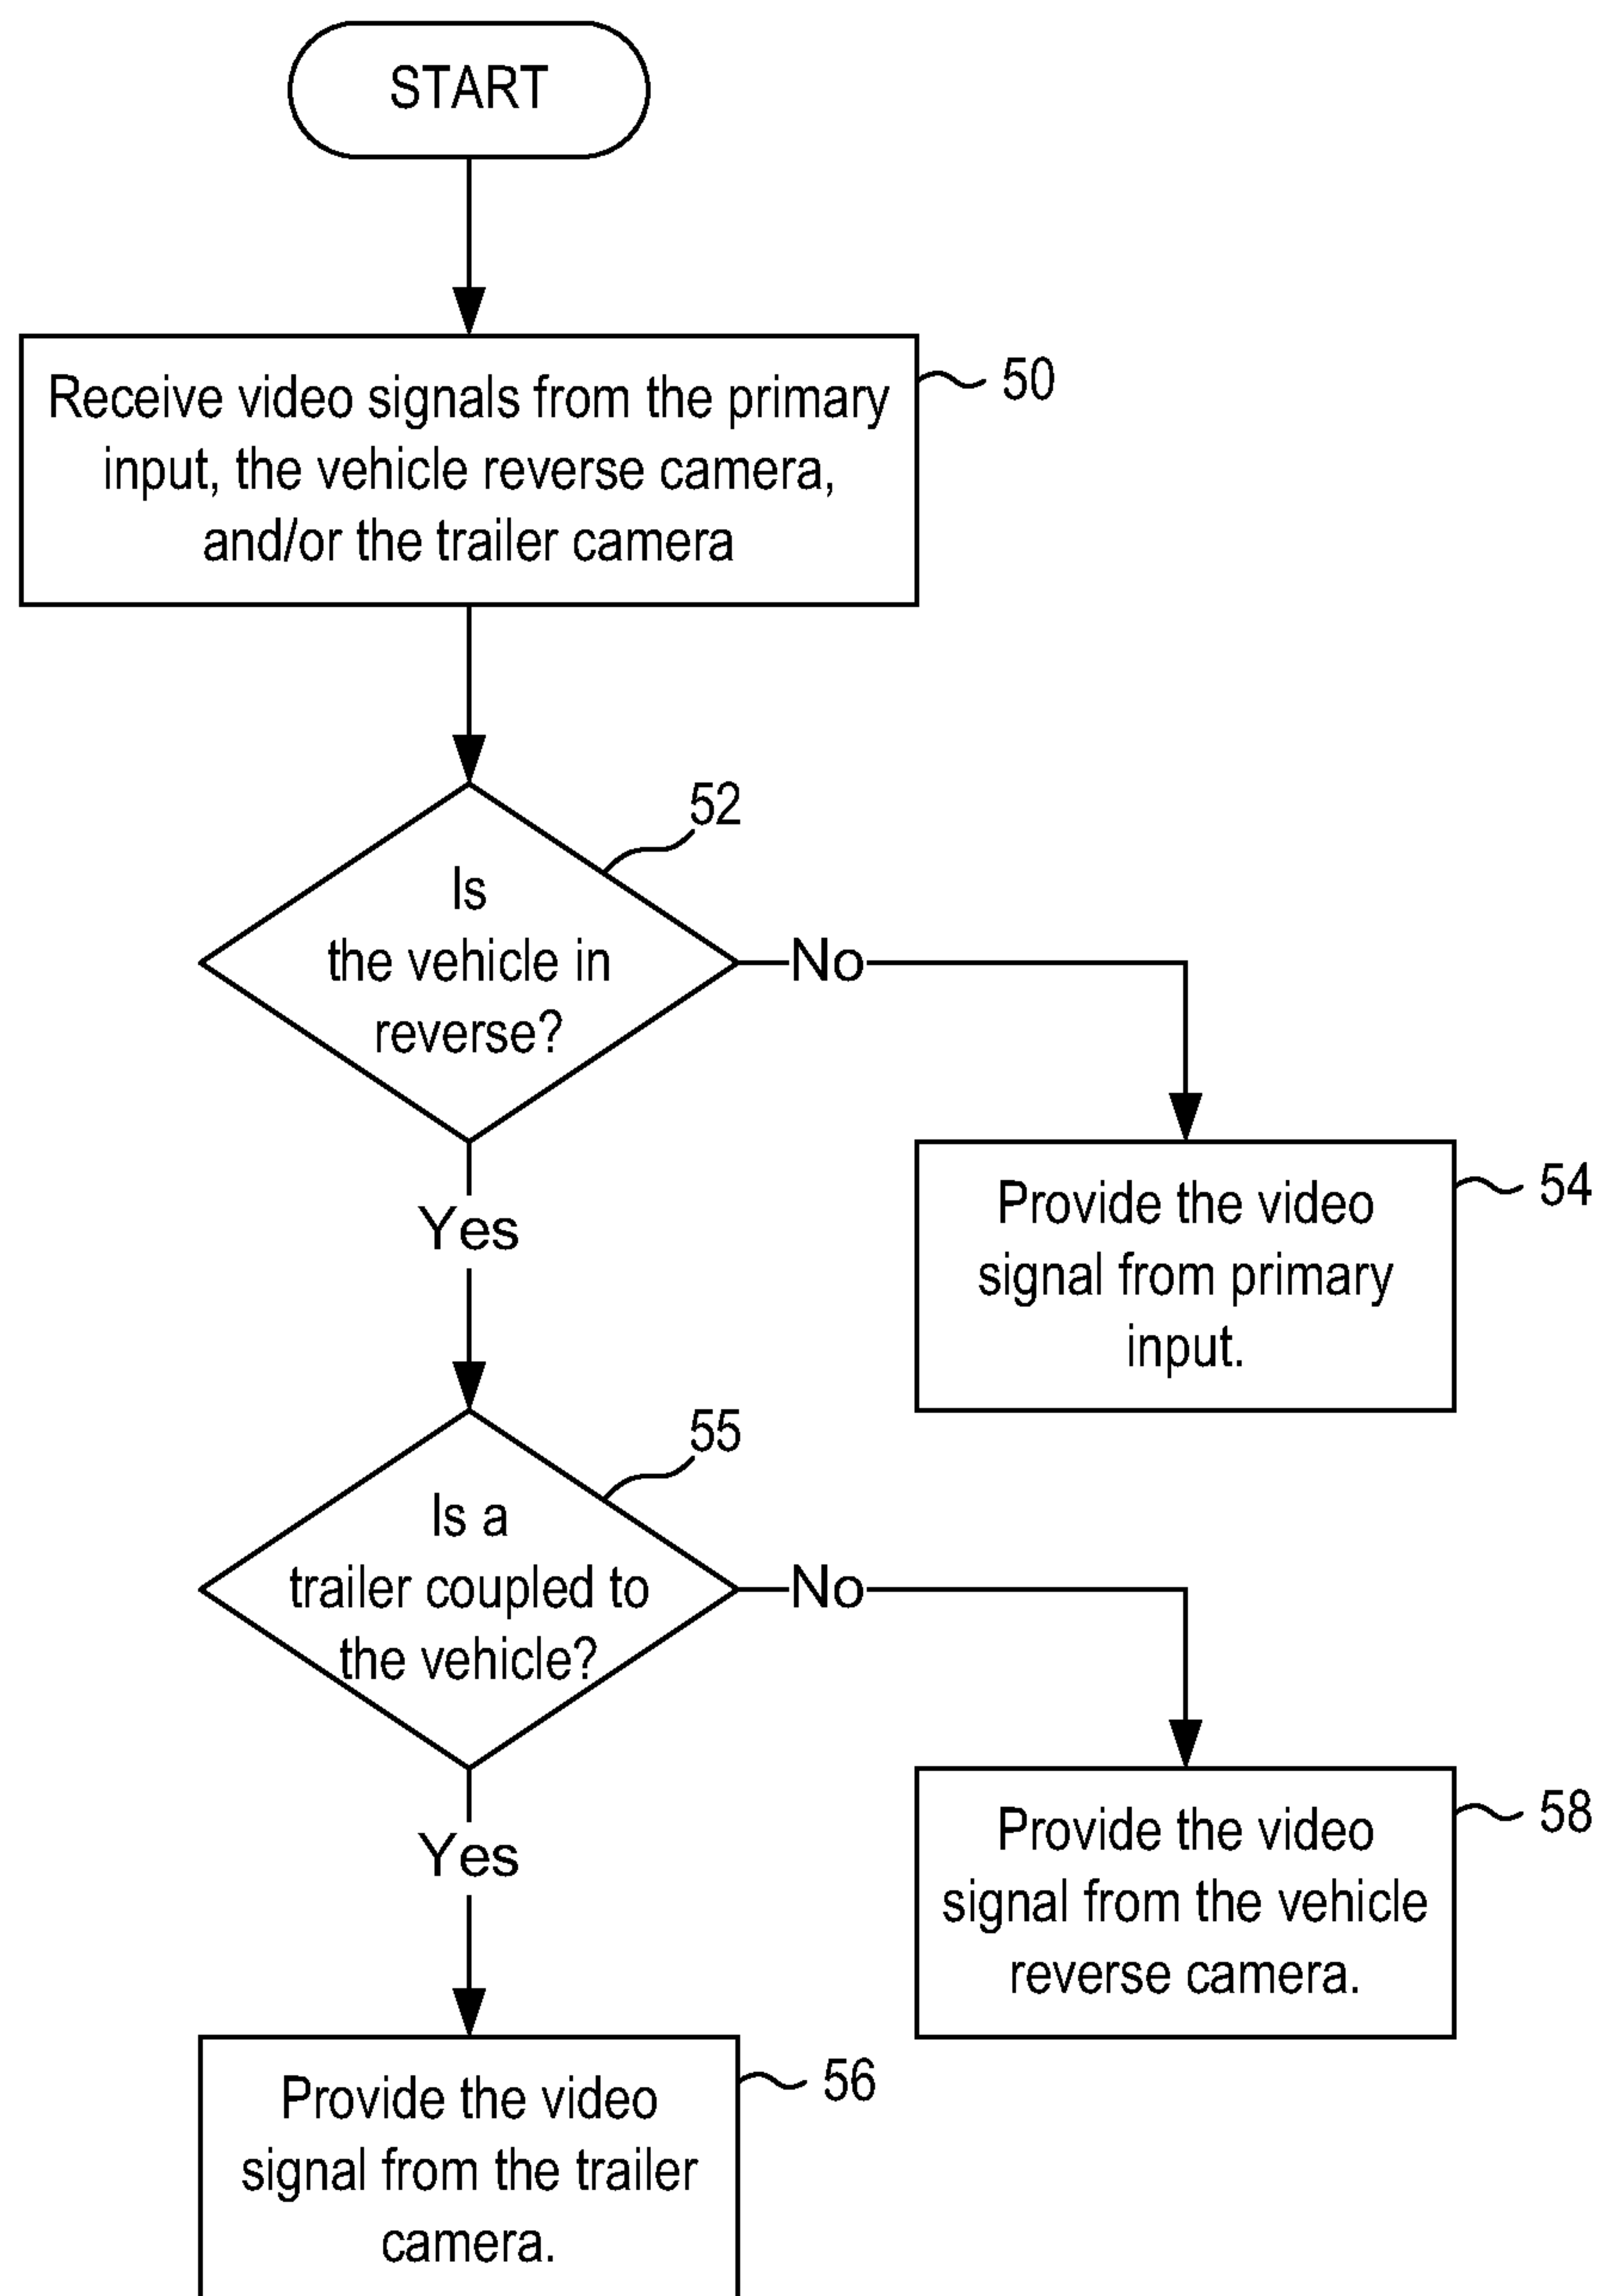 START
Receive video signals from the primary
input, the vehicle reverse camera,
and/or the trailer camera
50
52
Is
the vehicle in
reverse?
No
Yes
Provide the video
signal from primary
input.
54
55
Is a
trailer coupled to
the vehicle?
No
Yes
Provide the video
signal from the vehicle
reverse camera.
58
Provide the video
signal from the trailer
camera.
56